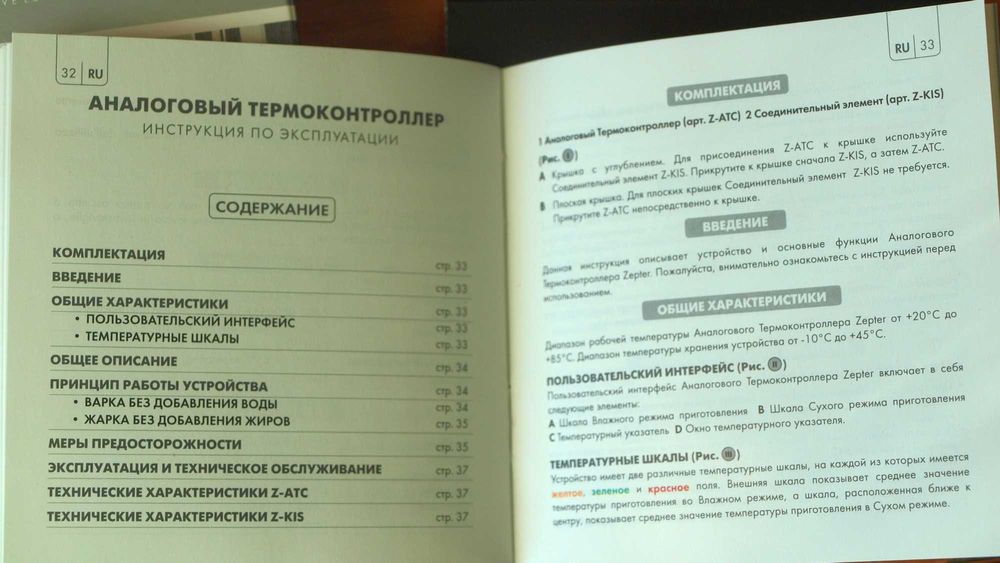 32 RU
АНАЛОГОВЫЙ ТЕРМОКОНТРОЛЛЕР
ИНСТРУКЦИЯ ПО ЭКСПЛУАТАЦИИ
СОДЕРЖАНИЕ
КОМПЛЕКТАЦИЯ стр. 33
ВВЕДЕНИЕ стр. 33
ОБЩИЕ ХАРАКТЕРИСТИКИ стр. 33
• ПОЛЬЗОВАТЕЛЬСКИЙ ИНТЕРФЕЙС стр. 33
• ТЕМПЕРАТУРНЫЕ ШКАЛЫ стр. 33
ОБЩЕЕ ОПИСАНИЕ стр. 34
ПРИНЦИП РАБОТЫ УСТРОЙСТВА стр. 34
• ВАРКА БЕЗ ДОБАВЛЕНИЯ ВОДЫ стр. 34
• ЖАРКА БЕЗ ДОБАВЛЕНИЯ ЖИРОВ стр. 35
МЕРЫ ПРЕДОСТОРОЖНОСТИ стр. 35
ЭКСПЛУАТАЦИЯ И ТЕХНИЧЕСКОЕ ОБСЛУЖИВАНИЕ стр. 37
ТЕХНИЧЕСКИЕ ХАРАКТЕРИСТИКИ Z-ATC стр. 37
ТЕХНИЧЕСКИЕ ХАРАКТЕРИСТИКИ Z-KIS стр. 37
RU 33
КОМПЛЕКТАЦИЯ
1 Аналоговый Термоконтроллер (арт. Z-ATC) 2 Соединительный элемент (арт. Z-KIS)
(Рис. I)
A Крышка с углублением. Для присоединения Z-ATC к крышке используйте
Соединительный элемент Z-KIS. Прикрутите к крышке сначала Z-KIS, а затем Z-ATC.
B Плоская крышка. Для плоских крышек Соединительный элемент Z-KIS не требуется.
Прикрутите Z-ATC непосредственно к крышке.
ВВЕДЕНИЕ
Данная инструкция описывает устройство и основные функции Аналогового
Термоконтроллера Zepter. Пожалуйста, внимательно ознакомьтесь с инструкцией перед
использованием.
ОБЩИЕ ХАРАКТЕРИСТИКИ
Диапазон рабочей температуры Аналогового Термоконтроллера Zepter от +20°C до
+85°C. Диапазон температуры хранения устройства от -10°C до +45°C.
ПОЛЬЗОВАТЕЛЬСКИЙ ИНТЕРФЕЙС (Рис. II)
Пользовательский интерфейс Аналогового Термоконтроллера Zepter включает в себя
следующие элементы:
A Шкала Влажного режима приготовления B Шкала Сухого режима приготовления
C Температурный указатель D Окно температурного указателя.
ТЕМПЕРАТУРНЫЕ ШКАЛЫ (Рис. III)
Устройство имеет две различные температурные шкалы, на каждой из которых имеется
желтое, зеленое и красное поля. Внешняя шкала показывает среднее значение
температуры приготовления во Влажном режиме, а шкала, расположенная ближе к
центру, показывает среднее значение температуры приготовления в Сухом режиме.